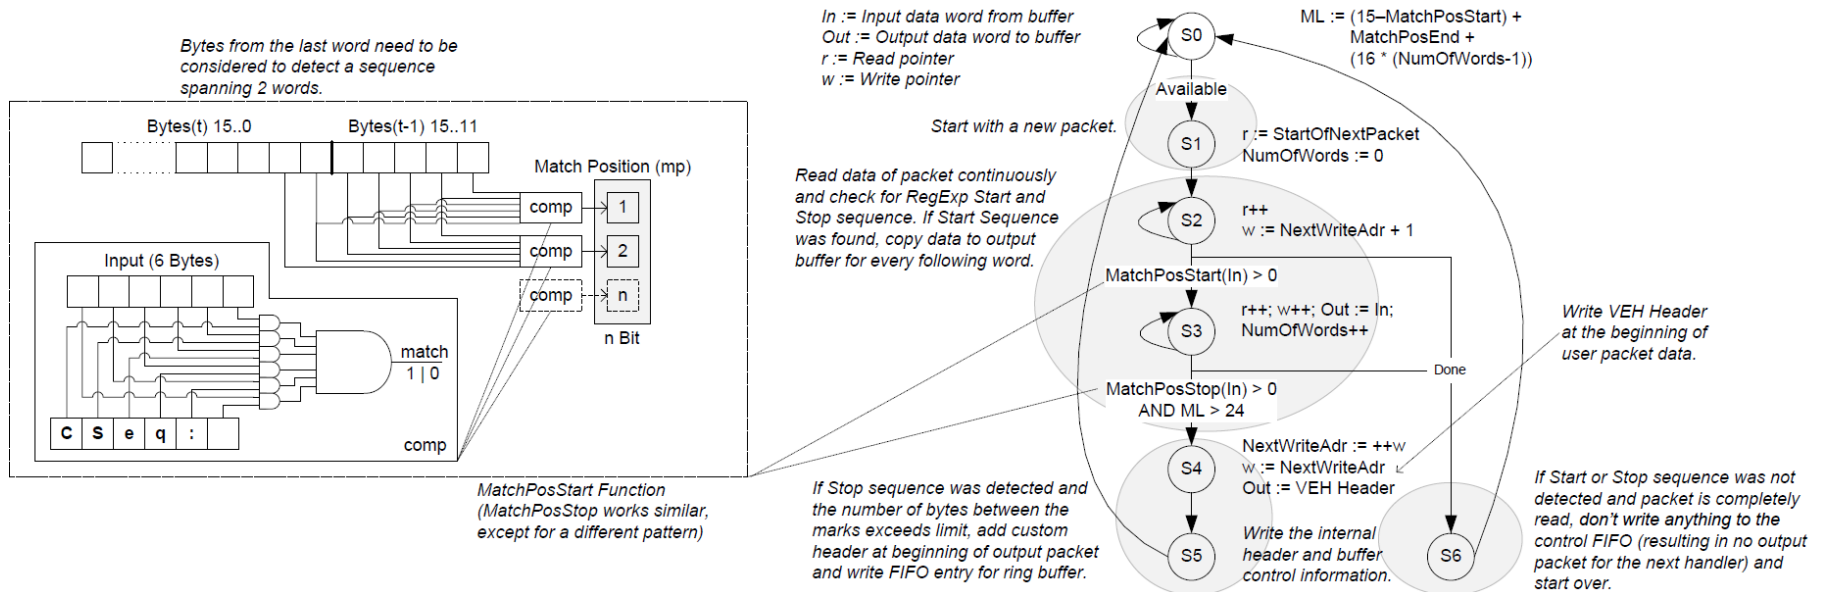 Bytes from the last word need to be
considered to detect a sequence
spanning 2 words.
Bytes(t) 15..0
Bytes(t-1) 15..11
Match Position (mp)
comp
1
comp
2
comp
n
n Bit
Input (6 Bytes)
match
1 | 0
C S e q :
comp
MatchPosStart Function
(MatchPosStop works similar,
except for a different pattern)
In := Input data word from buffer
Out := Output data word to buffer
r := Read pointer
w := Write pointer
S0
ML := (15–MatchPosStart) +
MatchPosEnd +
(16 * (NumOfWords-1))
Available
Start with a new packet.
S1
r := StartOfNextPacket
NumOfWords := 0
Read data of packet continuously
and check for RegExp Start and
Stop sequence. If Start Sequence
was found, copy data to output
buffer for every following word.
S2
r++
w := NextWriteAdr + 1
MatchPosStart(In) > 0
S3
r++; w++; Out := In;
NumOfWords++
Write VEH Header
at the beginning of
user packet data.
Done
MatchPosStop(In) > 0
AND ML > 24
S4
NextWriteAdr := ++w
w := NextWriteAdr
Out := VEH Header
If Stop sequence was detected and
the number of bytes between the
marks exceeds limit, add custom
header at beginning of output packet
and write FIFO entry for ring buffer.
S5
Write the internal
header and buffer
control information.
S6
If Start or Stop sequence was not
detected and packet is completely
read, don't write anything to the
control FIFO (resulting in no output
packet for the next handler) and
start over.